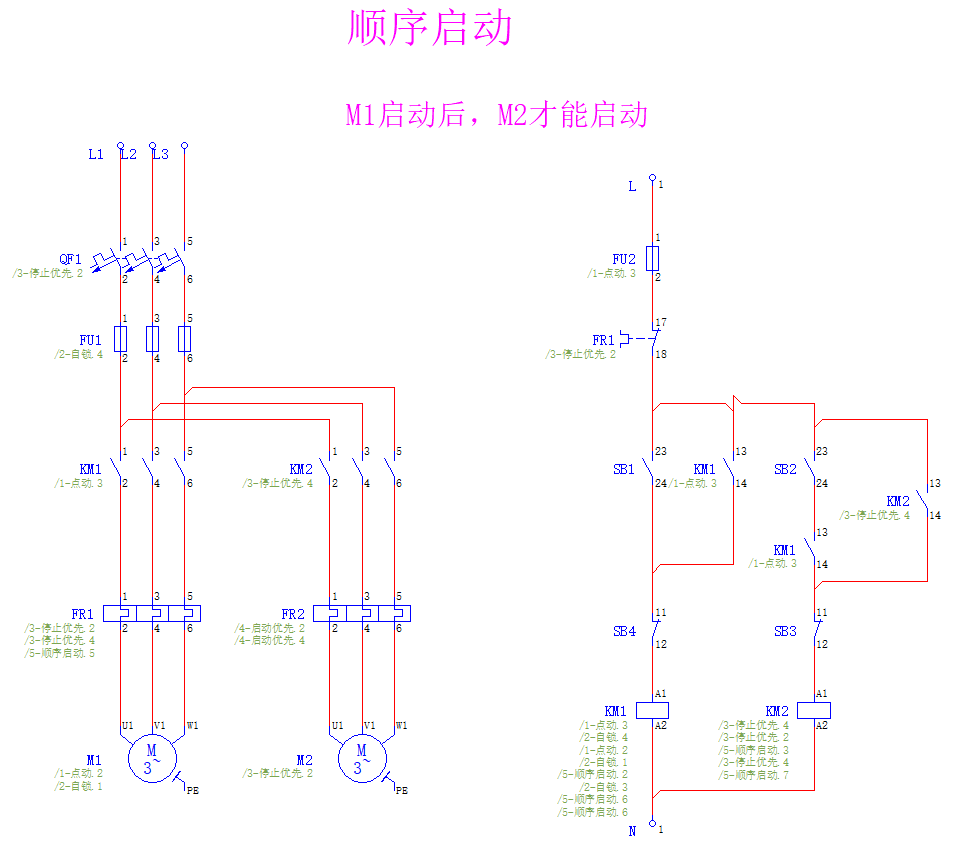 顺序启动
M1启动后，M2才能启动
L1 L2 L3
1 3 5
QF1
/3-停止优先.2
2 4 6
1 3 5
FU1
/2-自锁.4
2 4 6
1 3 5
KM1
/1-点动.3
2 4 6
1 3 5
KM2
/3-停止优先.4
2 4 6
1 3 5
FR1
2 4 6
/3-停止优先.2
/3-停止优先.4
/5-顺序启动.5
1 3 5
FR2
2 4 6
/4-启动优先.2
/4-启动优先.4
U1 V1 W1
M
3~
M1
/1-点动.2
/2-自锁.1
PE
U1 V1 W1
M
3~
M2
/3-停止优先.2
PE
L 1
1
FU2
/1-点动.3
2
17
FR1
/3-停止优先.2
18
23
SB1
24
13
KM1
/1-点动.3
14
23
SB2
24
13
KM2
/3-停止优先.4
14
13
KM1
/1-点动.3
14
11
SB4
12
11
SB3
12
A1
KM1
A2
/1-点动.3
/2-自锁.4
/1-点动.2
/2-自锁.1
/5-顺序启动.2
/2-自锁.3
/5-顺序启动.6
/5-顺序启动.6
A1
KM2
A2
/3-停止优先.4
/3-停止优先.2
/5-顺序启动.3
/3-停止优先.4
/5-顺序启动.7
N 1